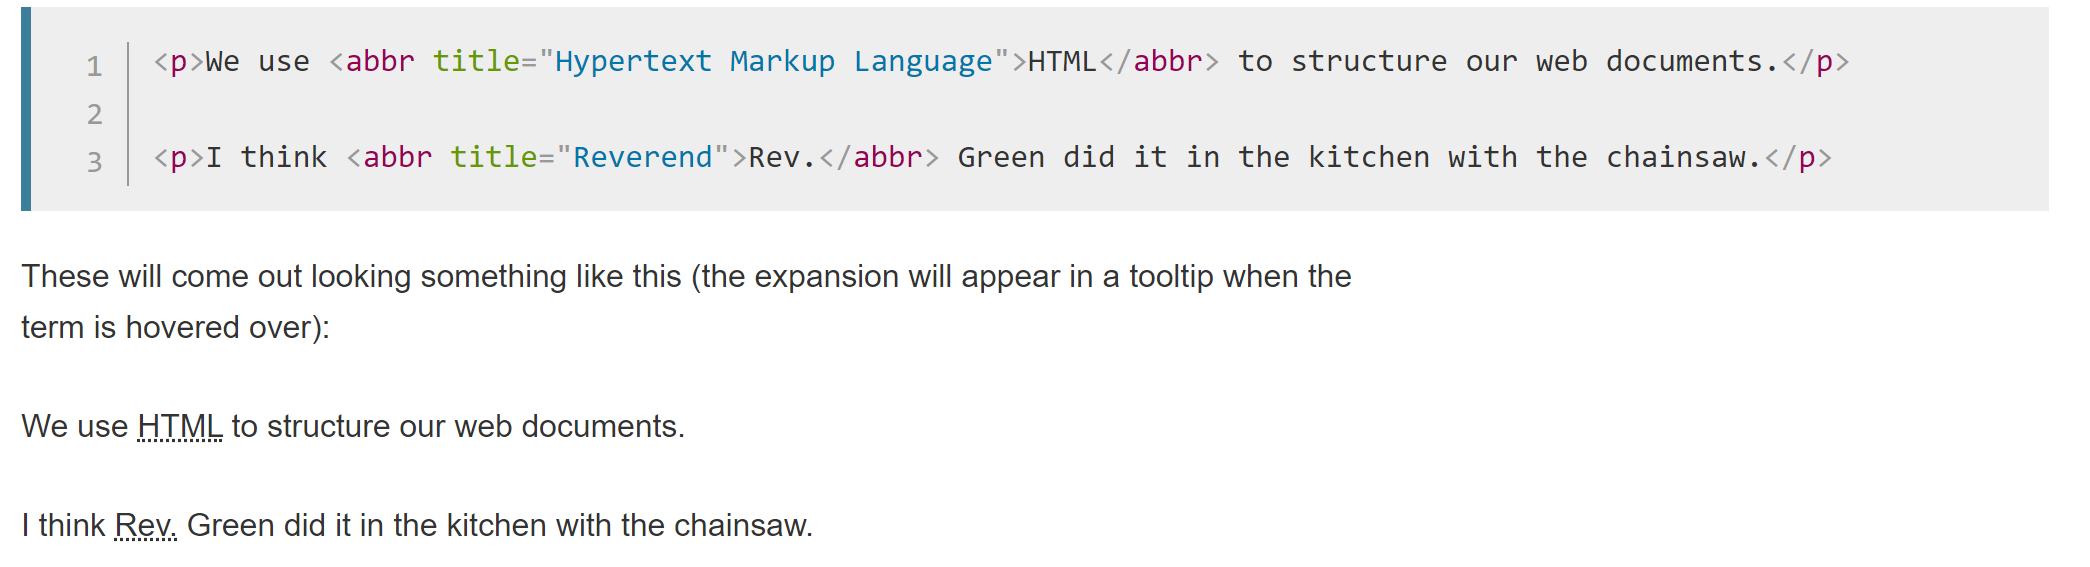 1 <p>We use <abbr title="Hypertext Markup Language">HTML</abbr> to structure our web documents.</p>
2
3 <p>I think <abbr title="Reverend">Rev.</abbr> Green did it in the kitchen with the chainsaw.</p>
These will come out looking something like this (the expansion will appear in a tooltip when the
term is hovered over):
We use HTML to structure our web documents.
I think Rev. Green did it in the kitchen with the chainsaw.